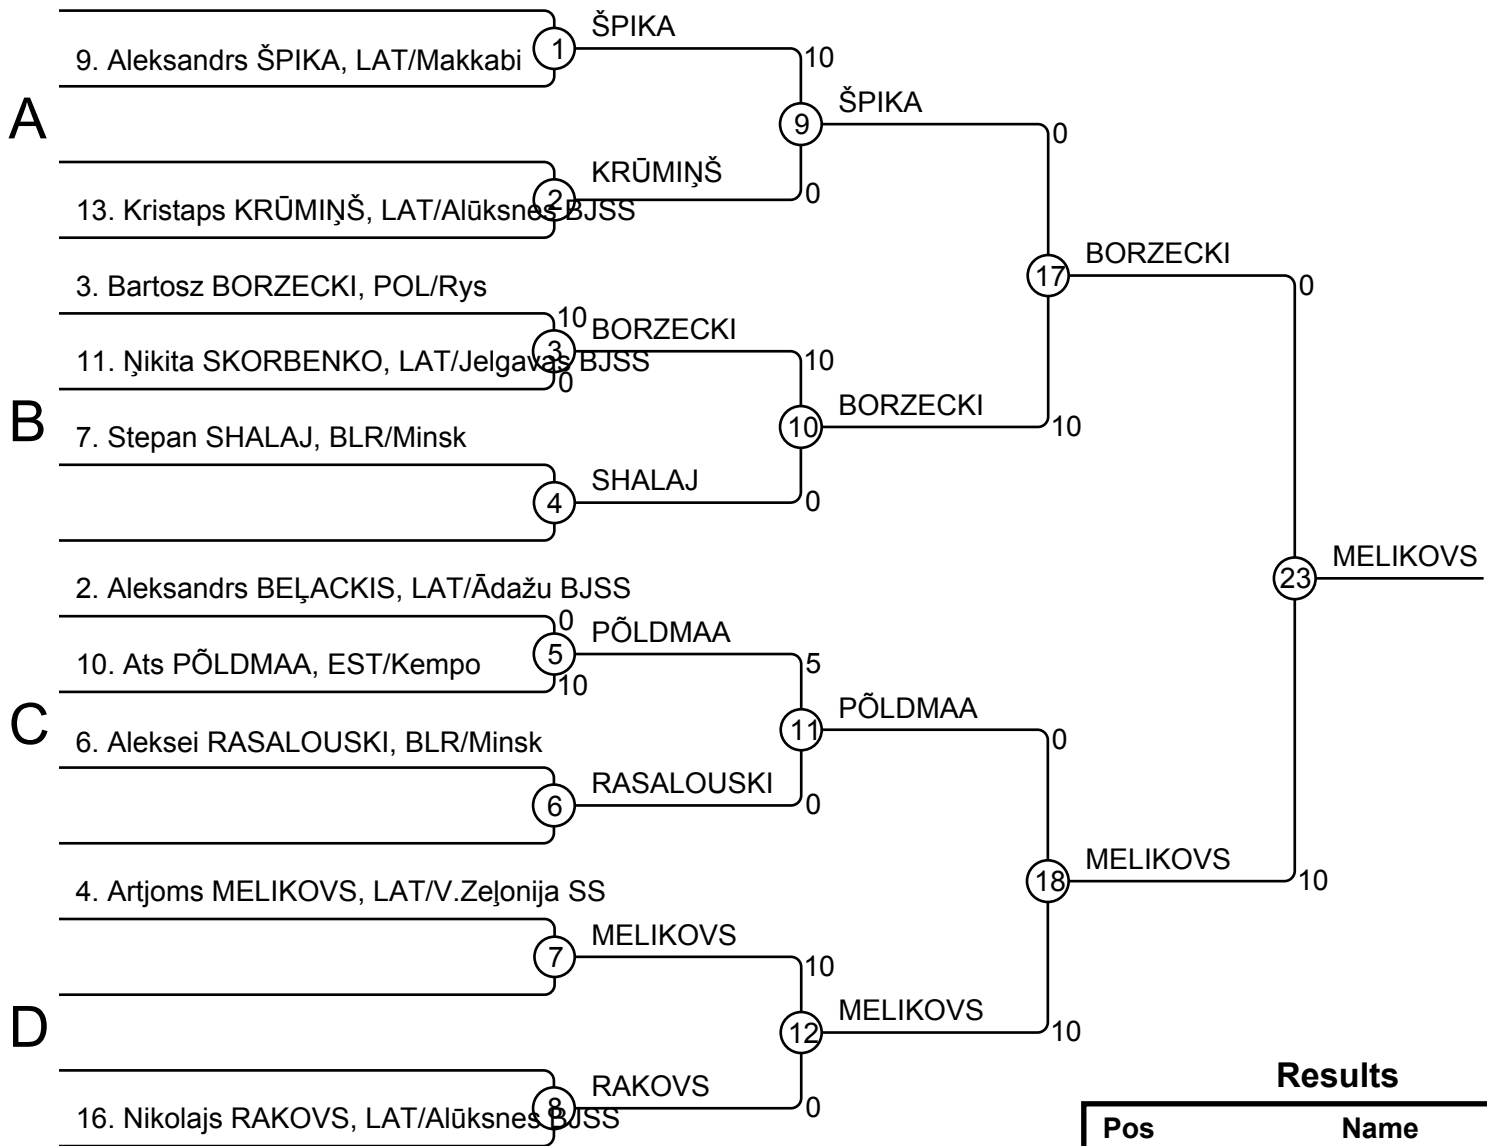 ŠPIKA
9. Aleksandrs ŠPIKA, LAT/Makkabi
1
10
A
9
ŠPIKA
0
KRŪMIŅŠ
13. Kristaps KRŪMIŅŠ, LAT/Alūksnes BJSS
2
0
3. Bartosz BORZECKI, POL/Rys
17
BORZECKI
0
10
BORZECKI
11. Ņikita SKORBENKO, LAT/Jelgavas BJSS
3
0
10
B
10
BORZECKI
10
7. Stepan SHALAJ, BLR/Minsk
SHALAJ
4
0
23
MELIKOVS
2. Aleksandrs BEĻACKIS, LAT/Ādažu BJSS
0
PÕLDMAA
10. Ats PÕLDMAA, EST/Kempo
5
10
5
C
11
PÕLDMAA
0
6. Aleksei RASALOUSKI, BLR/Minsk
RASALOUSKI
6
0
18
MELIKOVS
10
4. Artjoms MELIKOVS, LAT/V.Zeļonija SS
MELIKOVS
7
10
D
12
MELIKOVS
10
RAKOVS
16. Nikolajs RAKOVS, LAT/Alūksnes BJSS
8
0
Results
Pos Name